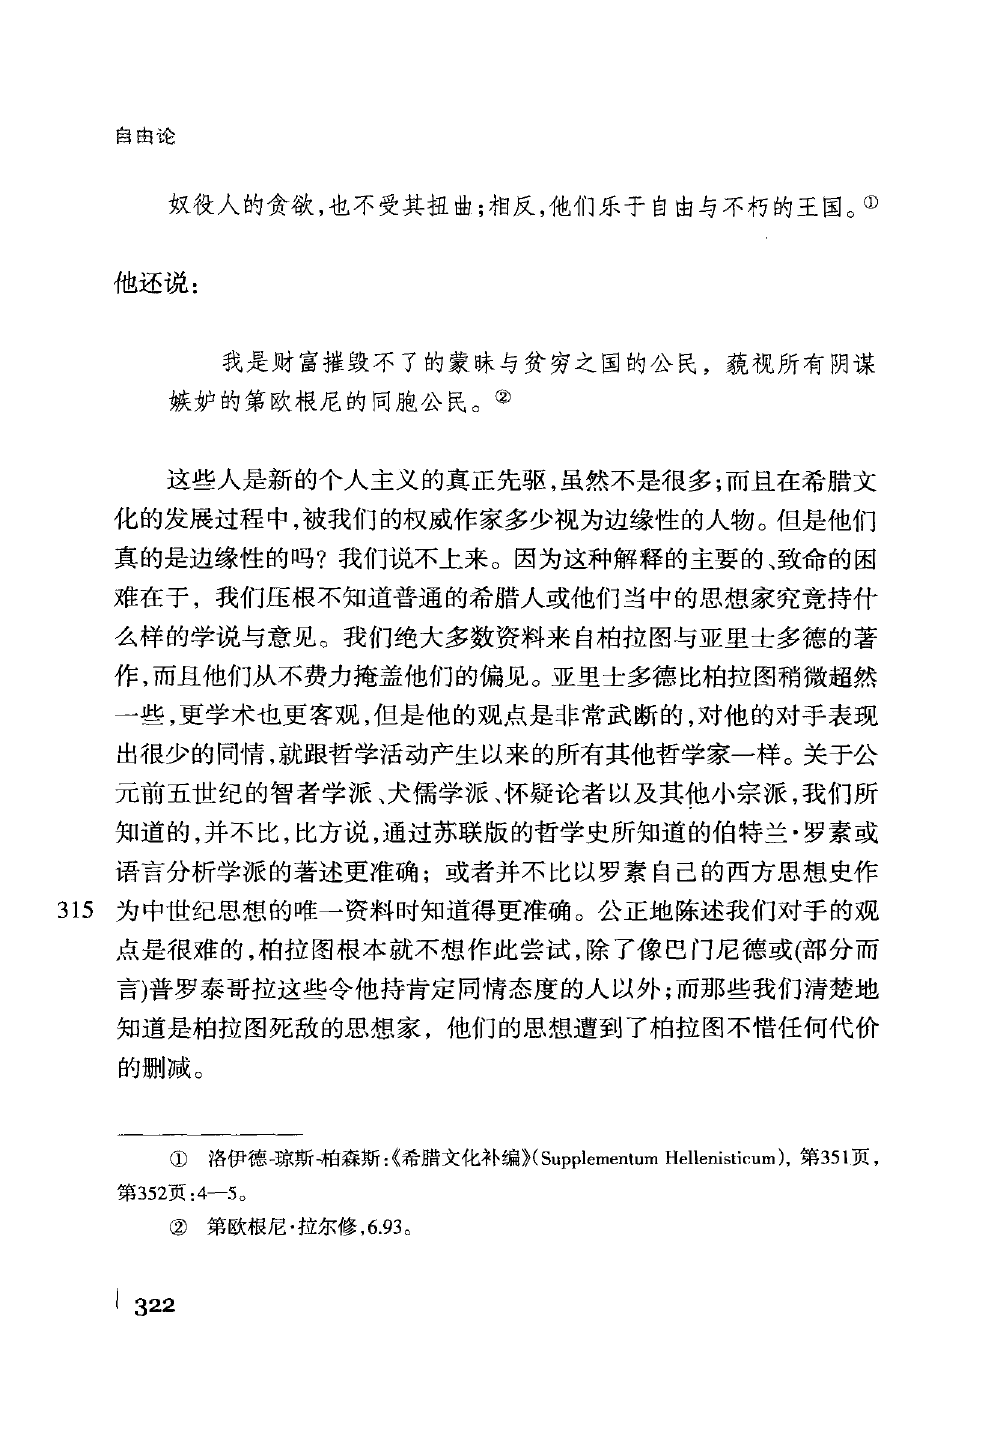 自由论
奴役人的贪欲,也不受其扭曲;相反,他们乐于自由与不朽的王国。①
他还说:
我是财富摧毁不了的蒙昧与贫穷之国的公民，藐视所有阴谋
嫉妒的第欧根尼的同胞公民。②
这些人是新的个人主义的真正先驱,虽然不是很多;而且在希腊文
化的发展过程中,被我们的权威作家多少视为边缘性的人物。但是他们
真的是边缘性的吗？我们说不上来。因为这种解释的主要的、致命的困
难在于，我们压根不知道普通的希腊人或他们当中的思想家究竟持什
么样的学说与意见。我们绝大多数资料来自柏拉图与亚里士多德的著
作,而且他们从不费力掩盖他们的偏见。亚里士多德比柏拉图稍微超然
一些,更学术也更客观,但是他的观点是非常武断的,对他的对手表现
出很少的同情,就跟哲学活动产生以来的所有其他哲学家一样。关于公
元前五世纪的智者学派、犬儒学派、怀疑论者以及其他小宗派,我们所
知道的,并不比,比方说,通过苏联版的哲学史所知道的伯特兰·罗素或
语言分析学派的著述更准确；或者并不比以罗素自己的西方思想史作
315 为中世纪思想的唯一资料时知道得更准确。公正地陈述我们对手的观
点是很难的,柏拉图根本就不想作此尝试,除了像巴门尼德或(部分而
言)普罗泰哥拉这些令他持肯定同情态度的人以外;而那些我们清楚地
知道是柏拉图死敌的思想家，他们的思想遭到了柏拉图不惜任何代价
的删减。
① 洛伊德-琼斯-柏森斯:《希腊文化补编》(Supplementum Hellenisticum)，第351页，
第352页:4—5。
② 第欧根尼·拉尔修,6.93。
322